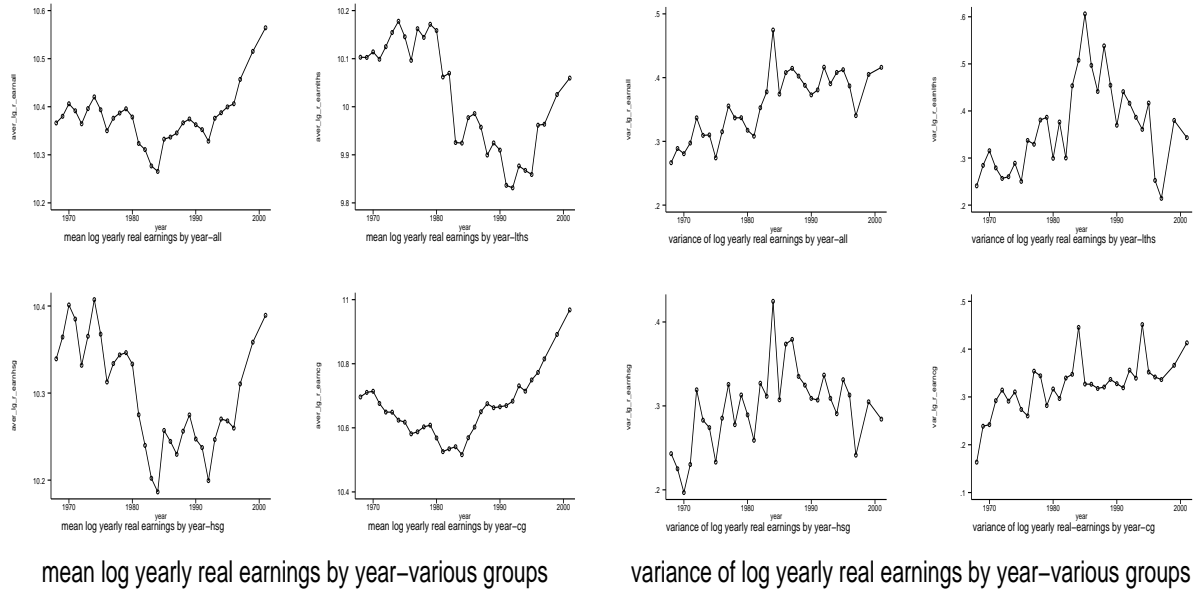 10.6
10.5
10.4
10.3
10.2
aver_lg_r_earnall
1970
1980
1990
2000
year
mean log yearly real earnings by year–all
10.2
10.1
10
9.9
9.8
aver_lg_r_earnlths
1970
1980
1990
2000
year
mean log yearly real earnings by year–lths
.5
.4
.3
.2
var_lg_r_earnall
1970
1980
1990
2000
year
variance of log yearly real earnings by year–all
.6
.5
.4
.3
.2
var_lg_r_earnlths
1970
1980
1990
2000
year
variance of log yearly real earnings by year–lths
10.4
10.3
10.2
aver_lg_r_earnhsg
1970
1980
1990
2000
year
mean log yearly real earnings by year–hsg
11
10.8
10.6
10.4
aver_lg_r_earncg
1970
1980
1990
2000
year
mean log yearly real earnings by year–cg
.4
.3
.2
var_lg_r_earnhsg
1970
1980
1990
2000
year
variance of log yearly real earnings by year–hsg
.5
.4
.3
.2
.1
var_lg_r_earncg
1970
1980
1990
2000
year
variance of log yearly real–earnings by year–cg
mean log yearly real earnings by year–various groups
variance of log yearly real earnings by year–various groups